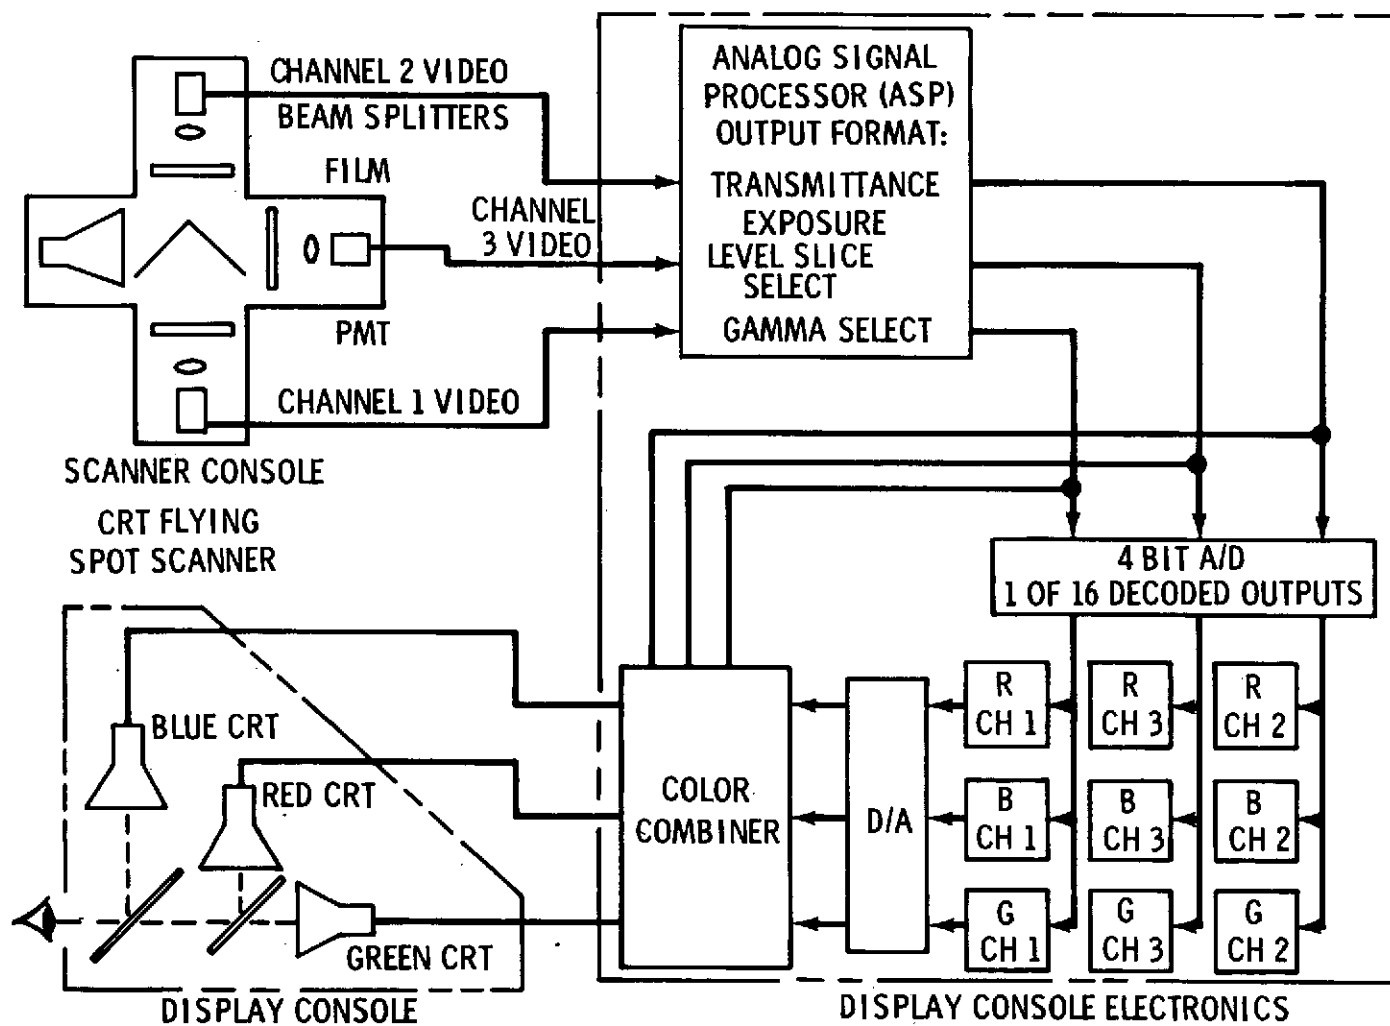 CHANNEL 2 VIDEO
BEAM SPLITTERS
FILM
CHANNEL
3 VIDEO
PMT
CHANNEL 1 VIDEO
SCANNER CONSOLE
CRT FLYING
SPOT SCANNER
ANALOG SIGNAL
PROCESSOR (ASP)
OUTPUT FORMAT:
TRANSMITTANCE
EXPOSURE
LEVEL SLICE
SELECT
GAMMA SELECT
4 BIT A/D
1 OF 16 DECODED OUTPUTS
R
CH 1
R
CH 3
R
CH 2
B
CH 1
B
CH 3
B
CH 2
G
CH 1
G
CH 3
G
CH 2
D/A
COLOR
COMBINER
BLUE CRT
RED CRT
GREEN CRT
DISPLAY CONSOLE
DISPLAY CONSOLE ELECTRONICS